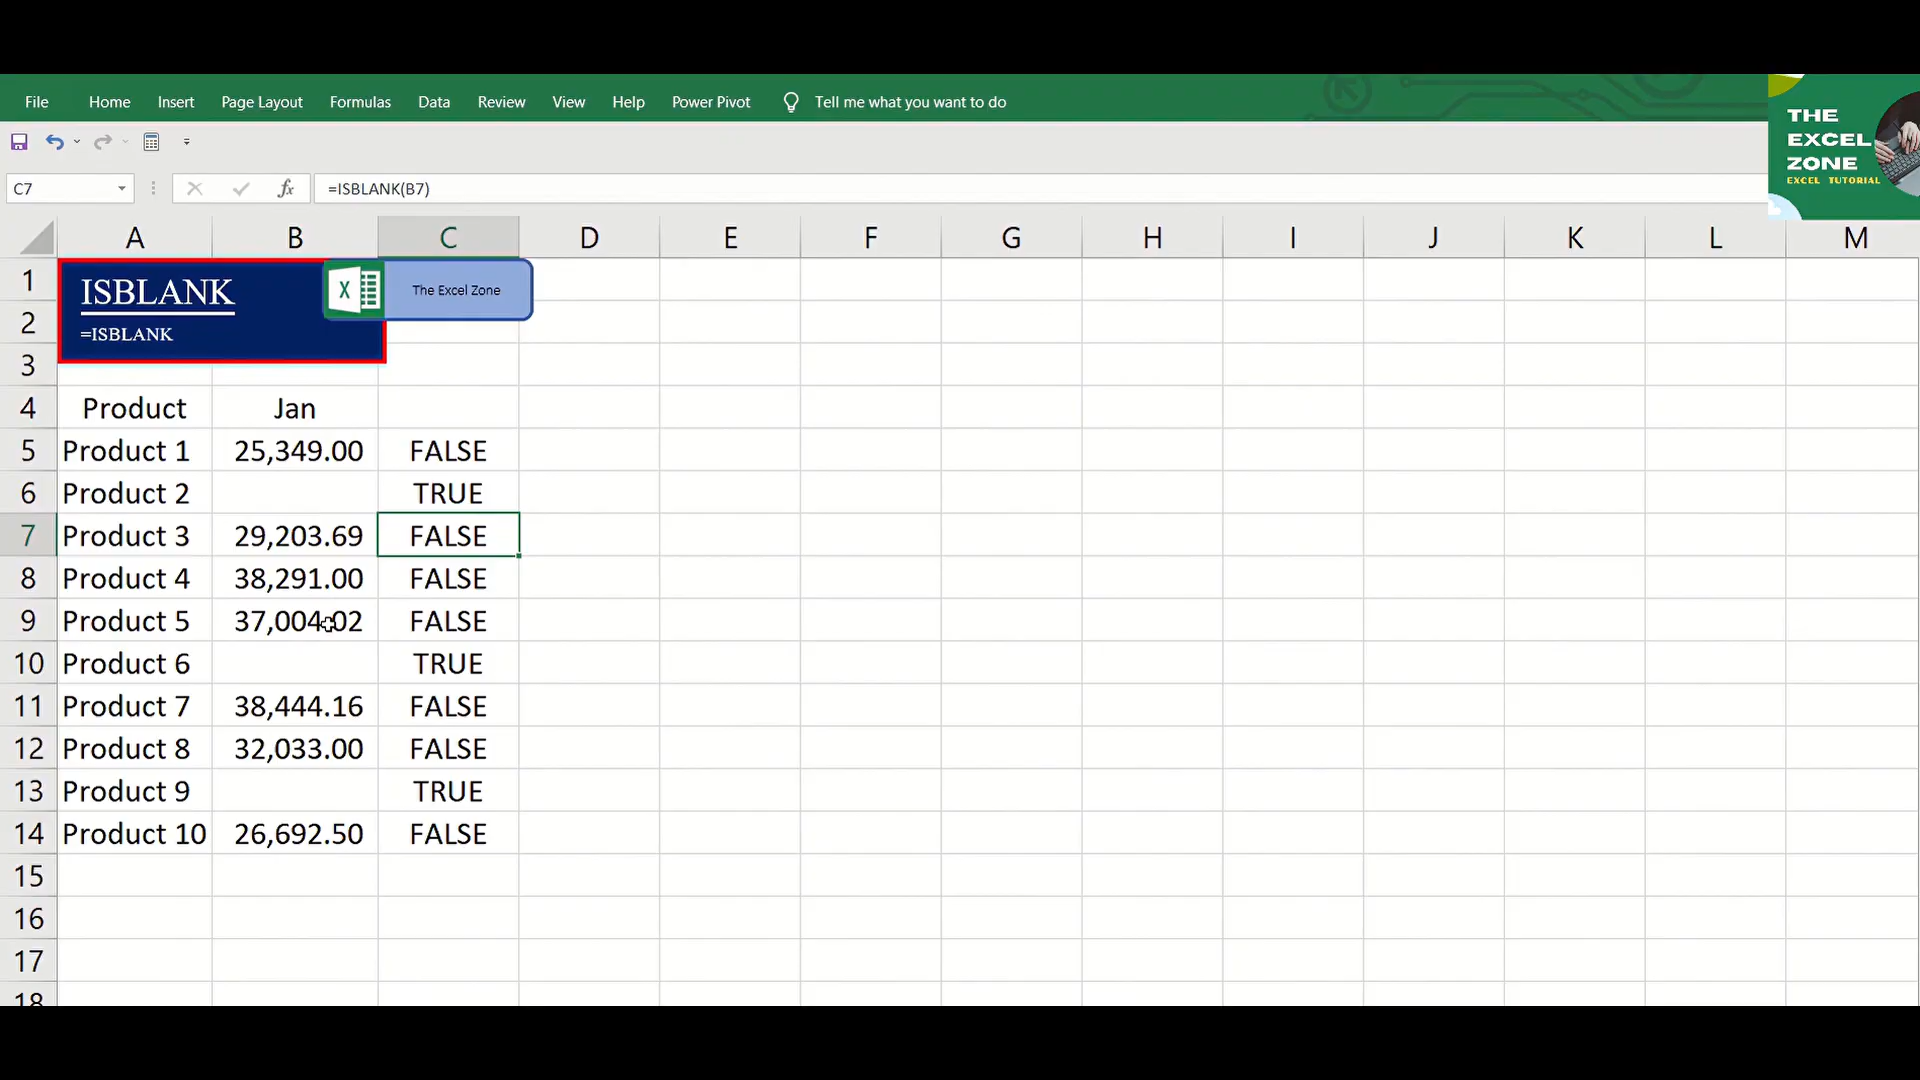 File Home Insert Page Layout Formulas Data Review View Help Power Pivot Tell me what you want to do
THE
EXCEL
ZONE
EXCEL TUTORIAL
C7 fx =ISBLANK(B7)
A B C D E F G H I J K L M
1 ISBLANK X The Excel Zone
2 =ISBLANK
3
4 Product Jan
5 Product 1 25,349.00 FALSE
6 Product 2 TRUE
7 Product 3 29,203.69 FALSE
8 Product 4 38,291.00 FALSE
9 Product 5 37,004.02 FALSE
10 Product 6 TRUE
11 Product 7 38,444.16 FALSE
12 Product 8 32,033.00 FALSE
13 Product 9 TRUE
14 Product 10 26,692.50 FALSE
15
16
17
18